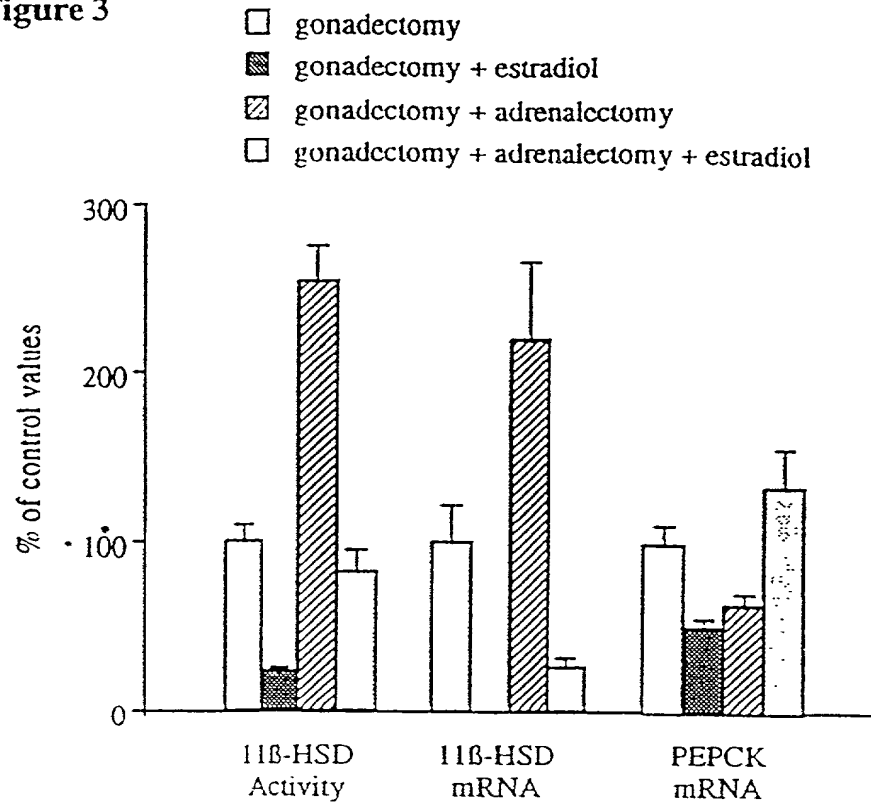 igure 3
gonadectomy
gonadectomy + estradiol
gonadectomy + adrenalectomy
gonadectomy + adrenalectomy + estradiol
300
200
100
0
% of control values
11ß-HSD
Activity
11ß-HSD
mRNA
PEPCK
mRNA